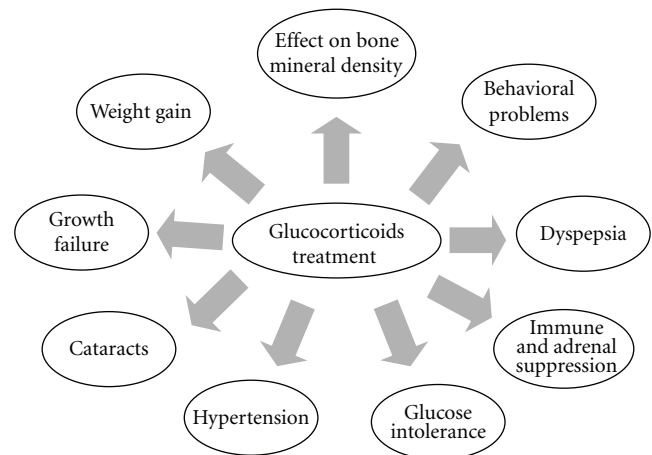 Effect on bone
mineral density
Behavioral
problems
Weight gain
Growth
failure
Glucocorticoids
treatment
Dyspepsia
Cataracts
Immune
and adrenal
suppression
Hypertension
Glucose
intolerance